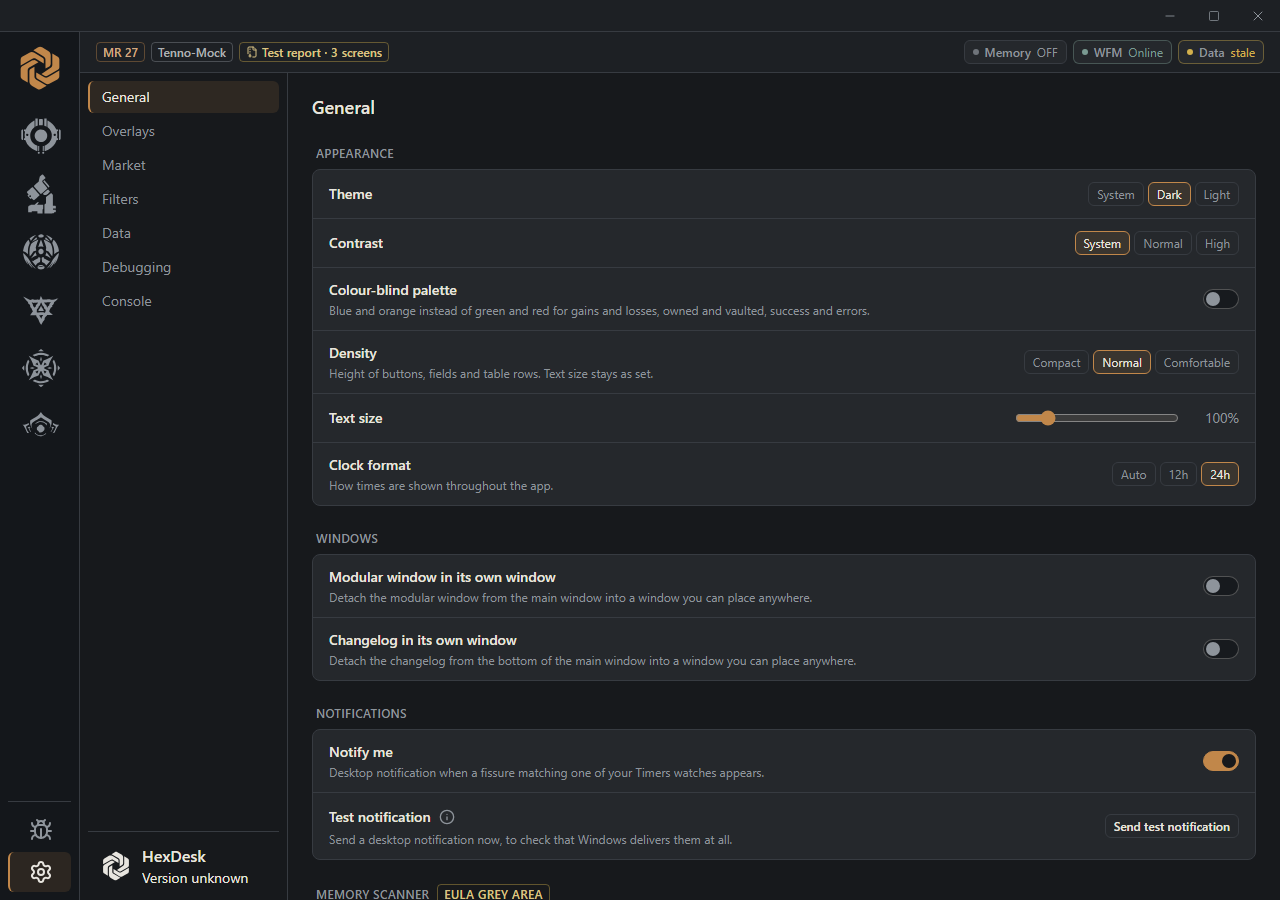 MR 27
Tenno-Mock
Test report · 3 screens
Memory OFF
WFM Online
Data stale
General
Overlays
Market
Filters
Data
Debugging
Console
HexDesk
Version unknown
General
APPEARANCE
Theme
System
Dark
Light
Contrast
System
Normal
High
Colour-blind palette
Blue and orange instead of green and red for gains and losses, owned and vaulted, success and errors.
Density
Height of buttons, fields and table rows. Text size stays as set.
Compact
Normal
Comfortable
Text size
100%
Clock format
How times are shown throughout the app.
Auto
12h
24h
WINDOWS
Modular window in its own window
Detach the modular window from the main window into a window you can place anywhere.
Changelog in its own window
Detach the changelog from the bottom of the main window into a window you can place anywhere.
NOTIFICATIONS
Notify me
Desktop notification when a fissure matching one of your Timers watches appears.
Test notification
Send a desktop notification now, to check that Windows delivers them at all.
Send test notification
MEMORY SCANNER
EULA GREY AREA